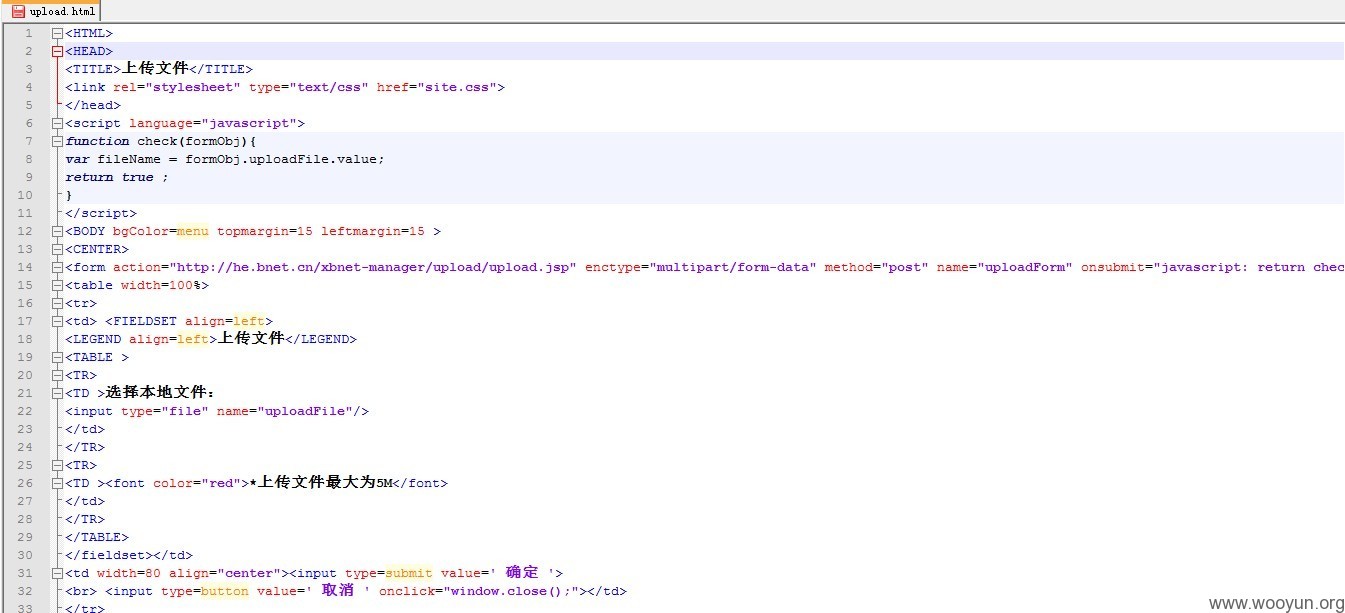 upload.html
1 <HTML>
2 <HEAD>
3 <TITLE>上传文件</TITLE>
4 <link rel="stylesheet" type="text/css" href="site.css">
5 </head>
6 <script language="javascript">
7 function check(formObj){
8 var fileName = formObj.uploadFile.value;
9 return true ;
10 }
11 </script>
12 <BODY bgColor=menu topmargin=15 leftmargin=15 >
13 <CENTER>
14 <form action="http://he.bnet.cn/xbnet-manager/upload/upload.jsp" enctype="multipart/form-data" method="post" name="uploadForm" onsubmit="javascript: return chec
15 <table width=100%>
16 <tr>
17 <td> <FIELDSET align=left>
18 <LEGEND align=left>上传文件</LEGEND>
19 <TABLE >
20 <TR>
21 <TD >选择本地文件：
22 <input type="file" name="uploadFile"/>
23 </td>
24 </TR>
25 <TR>
26 <TD ><font color="red">*上传文件最大为5M</font>
27 </td>
28 </TR>
29 </TABLE>
30 </fieldset></td>
31 <td width=80 align="center"><input type=submit value=' 确定 '>
32 <br> <input type=button value=' 取消 ' onclick="window.close();"></td>
33 </tr>
www.wooyun.org